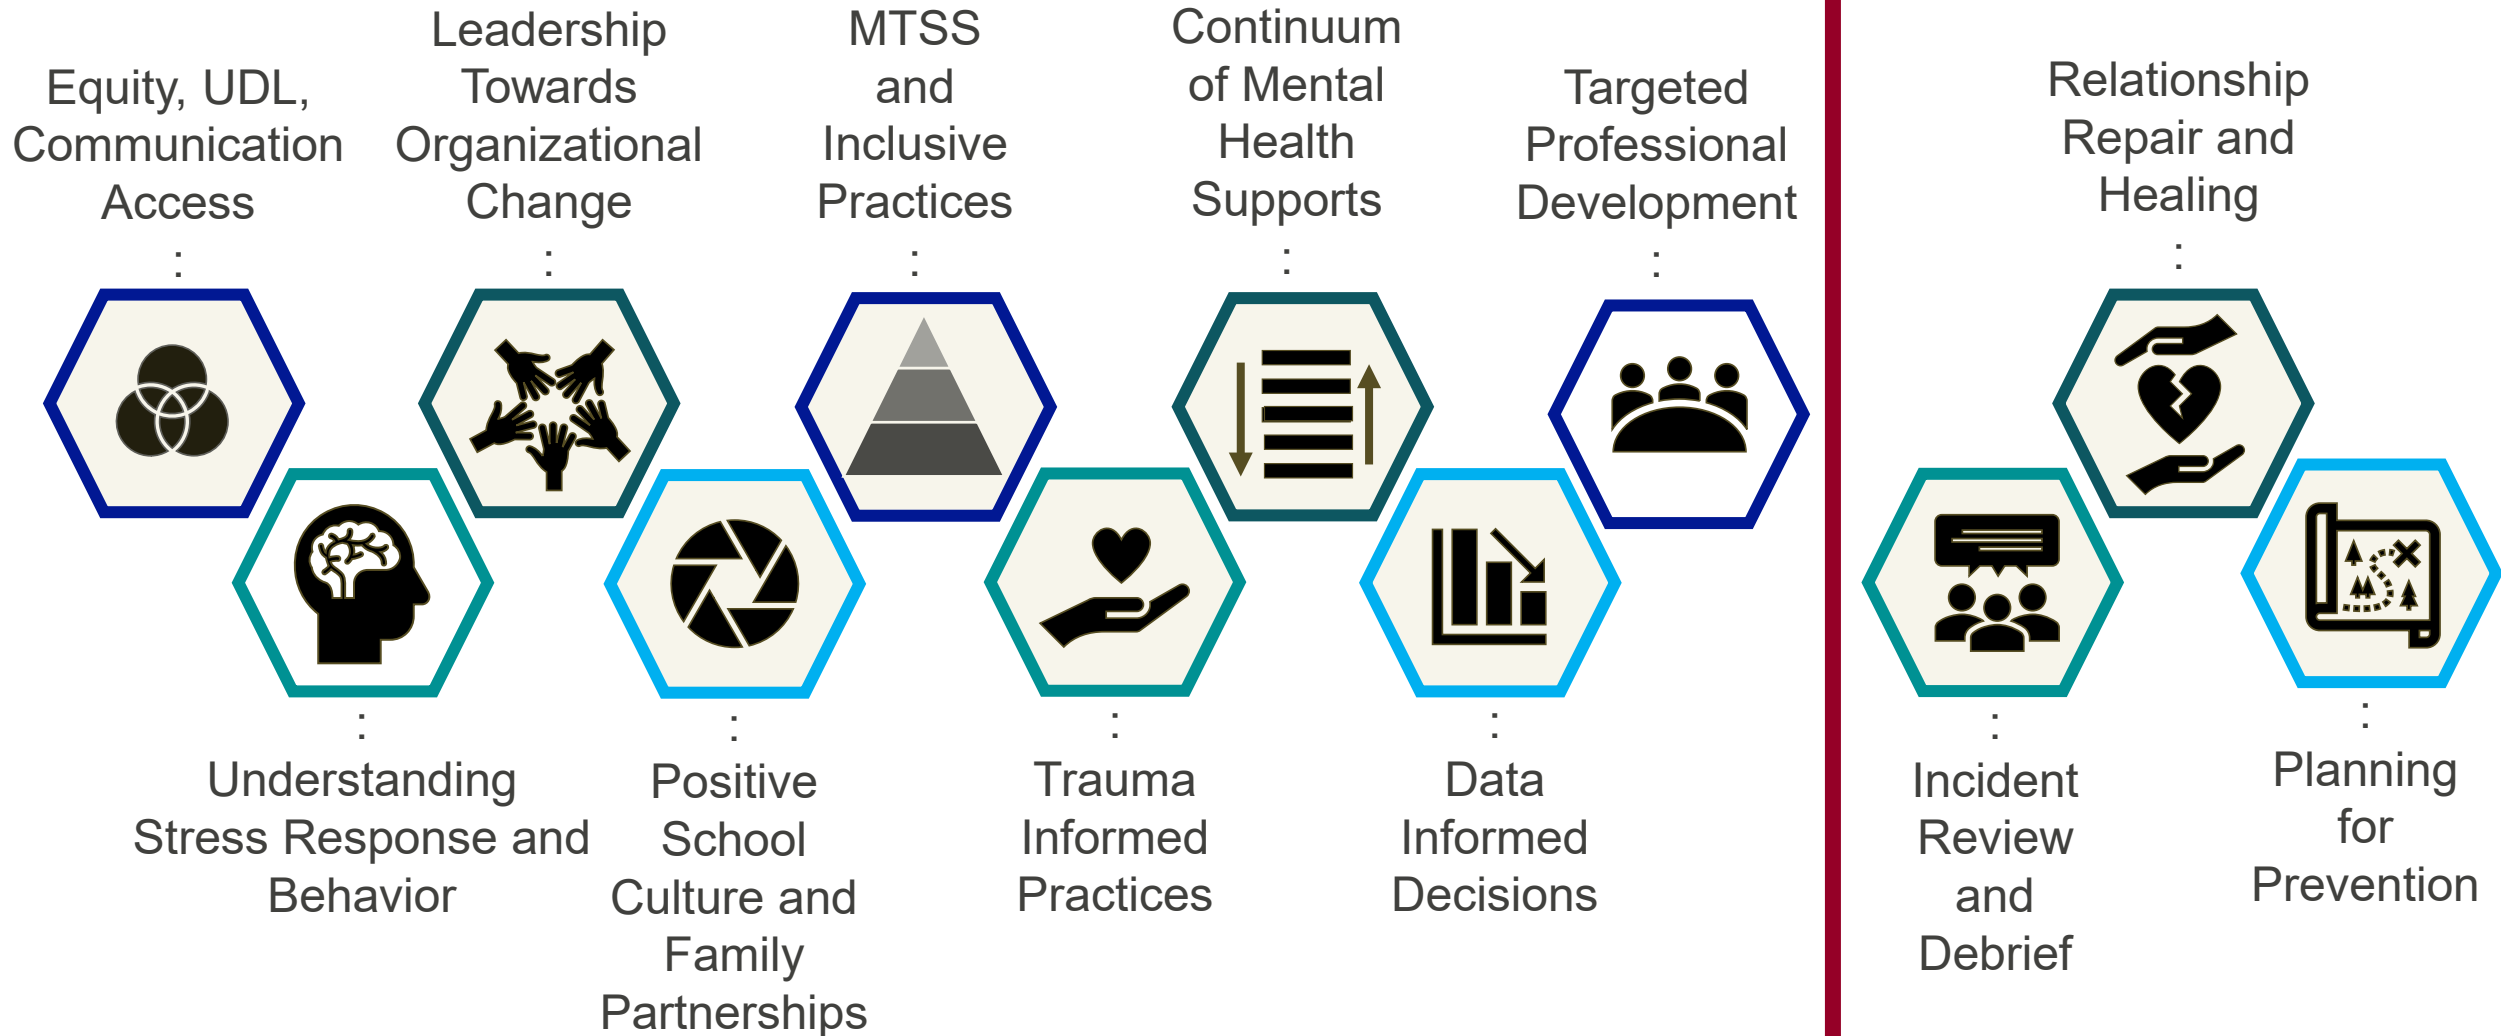 Equity, UDL,
Communication
Access
:
Understanding
Stress Response and
Behavior
:
Leadership
Towards
Organizational
Change
:
Positive
School
Culture and
Family
Partnerships
:
MTSS
and
Inclusive
Practices
:
Trauma
Informed
Practices
:
Continuum
of Mental
Health
Supports
:
Data
Informed
Decisions
:
Targeted
Professional
Development
:
Incident
Review
and
Debrief
:
Relationship
Repair and
Healing
:
Planning
for
Prevention
: